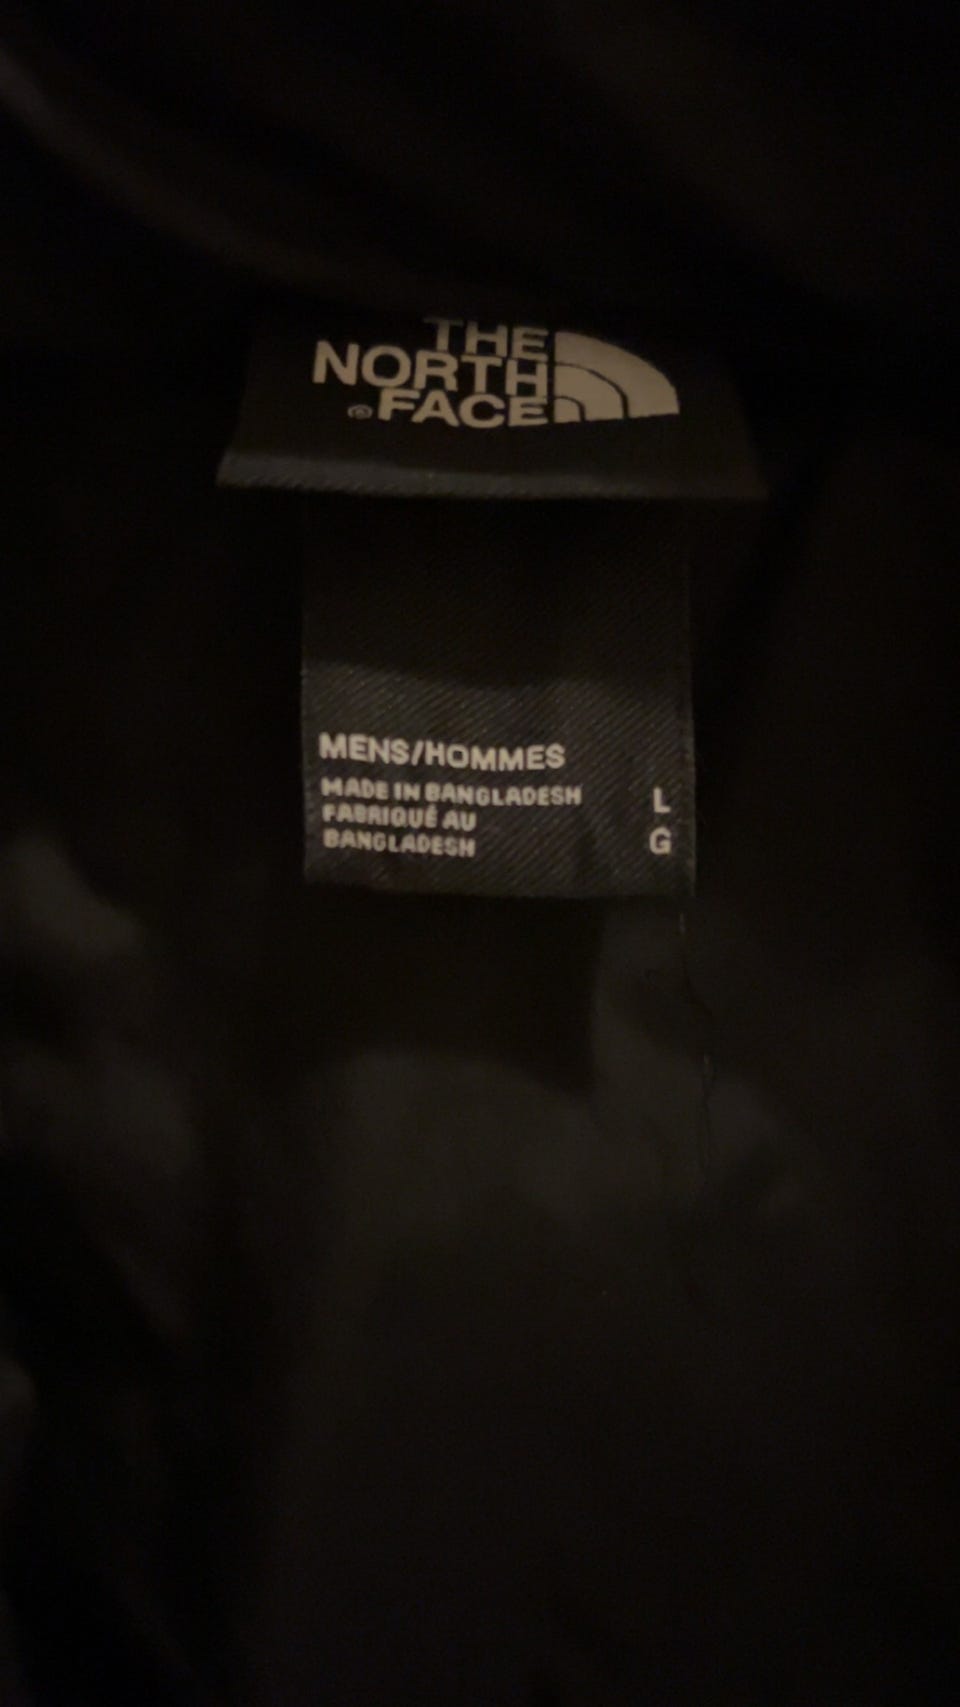 THE
NORTH
®FACE
MENS/HOMMES
MADE IN BANGLADESH L
FABRIQUÉ AU
BANGLADESH G